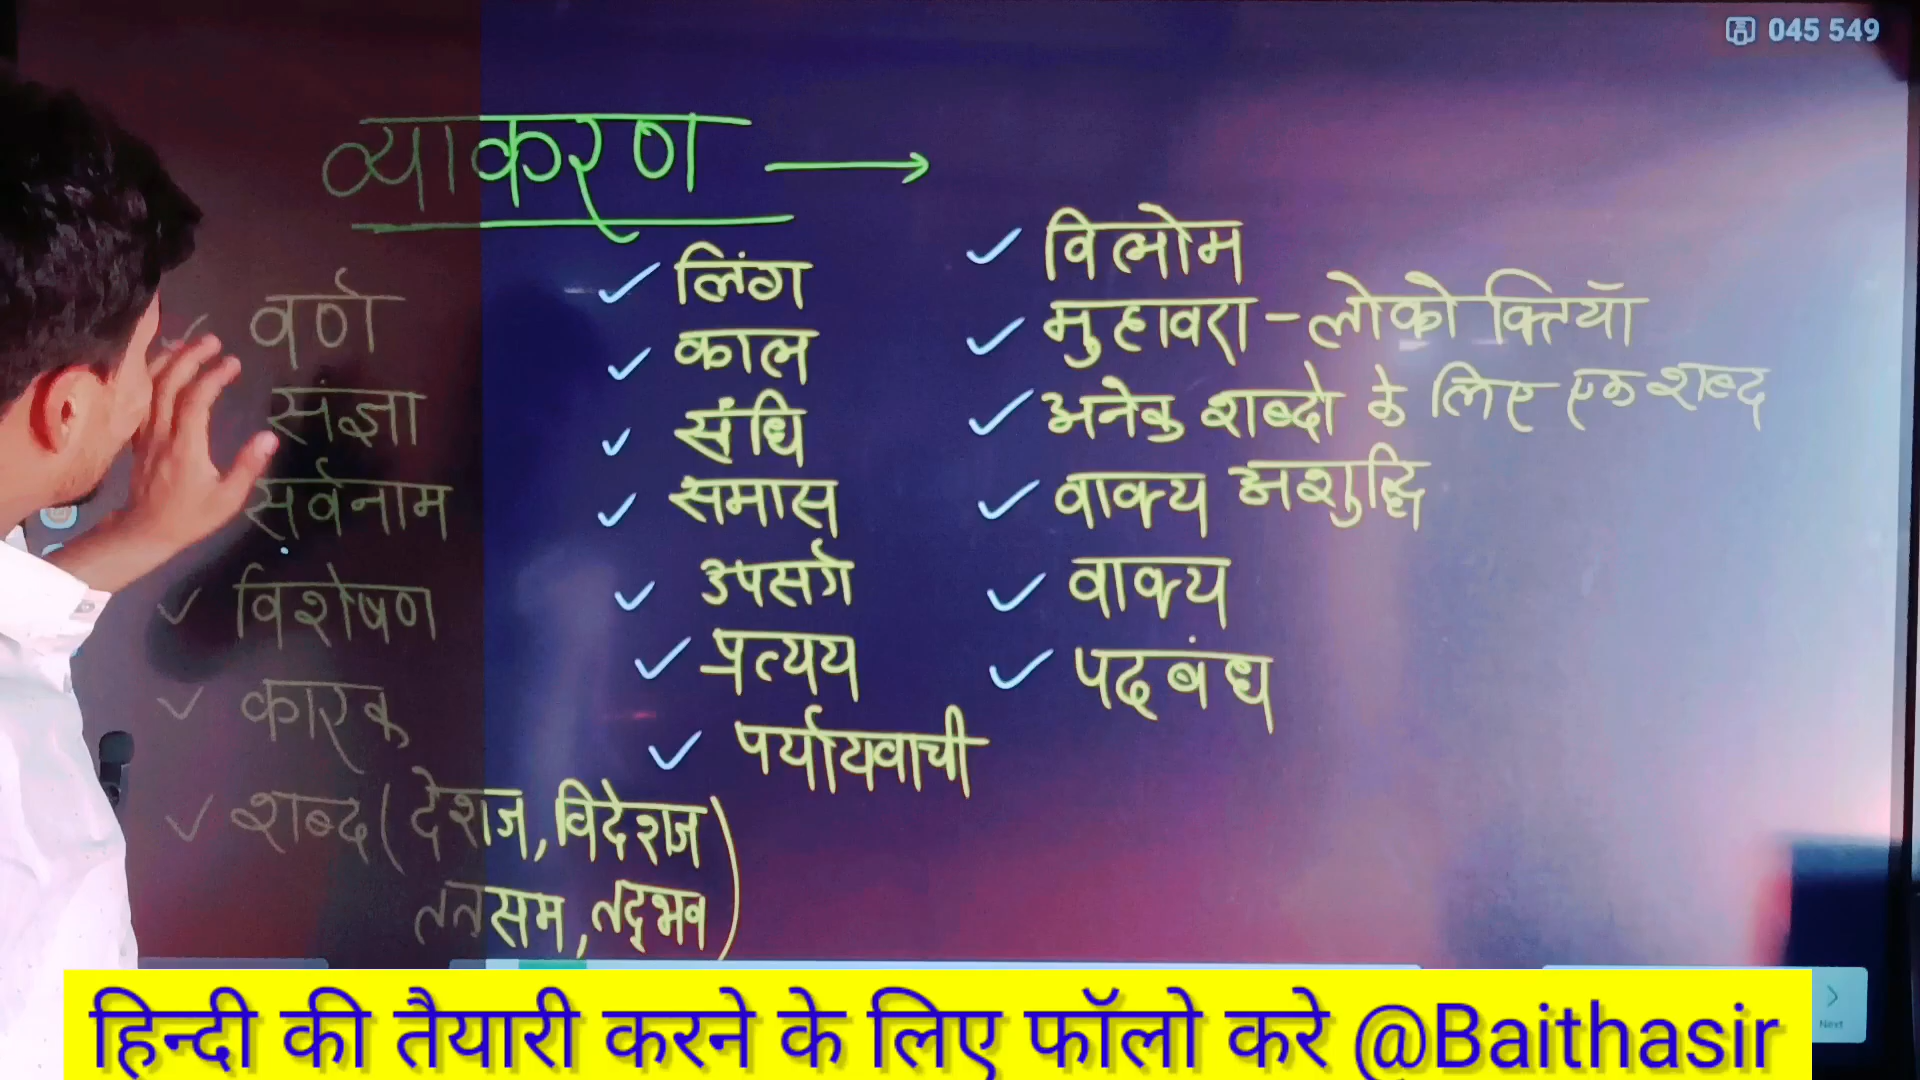 045 549
व्याकरण →
वर्ण
संज्ञा
सर्वनाम
विशेषण
कारक
शब्द (देशज, विदेशज
तत्सम, तद्भव)
लिंग
काल
संधि
समास
उपसर्ग
प्रत्यय
पर्यायवाची
विलोम
मुहावरा - लोकोक्तियाँ
अनेक शब्दो के लिए एक शब्द
वाक्य अशुद्धि
वाक्य
पदबंध
Next
हिन्दी की तैयारी करने के लिए फॉलो करे @Baithasir